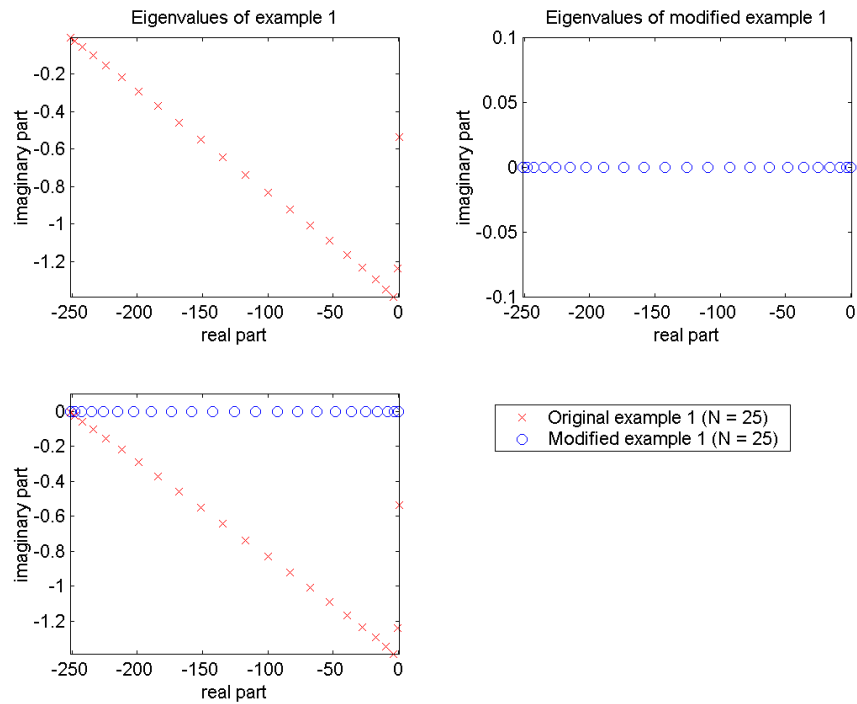 Eigenvalues of example 1
imaginary part
-0.2
-0.4
-0.6
-0.8
-1
-1.2
-250 -200 -150 -100 -50 0
real part
Eigenvalues of modified example 1
imaginary part
0.1
0.05
0
-0.05
-0.1
-250 -200 -150 -100 -50 0
real part
imaginary part
0
-0.2
-0.4
-0.6
-0.8
-1
-1.2
-250 -200 -150 -100 -50 0
real part
Original example 1 (N = 25)
Modified example 1 (N = 25)